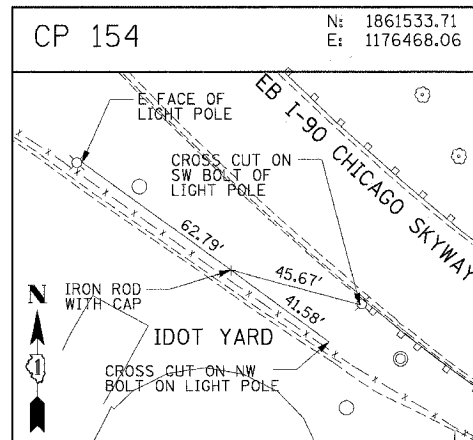 CP 154
N: 1861533.71
E: 1176468.06
E FACE OF
LIGHT POLE
EB I-90 CHICAGO SKYWAY
CROSS CUT ON
SW BOLT OF
LIGHT POLE
62.79'
45.67'
41.58'
IRON ROD
WITH CAP
N
1
IDOT YARD
CROSS CUT ON NW
BOLT ON LIGHT POLE